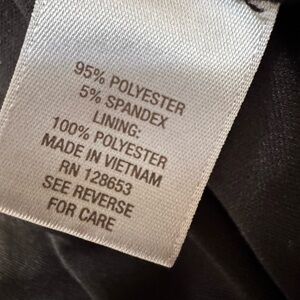 95% POLYESTER
5% SPANDEX
LINING:
100% POLYESTER
MADE IN VIETNAM
RN 128653
SEE REVERSE
FOR CARE